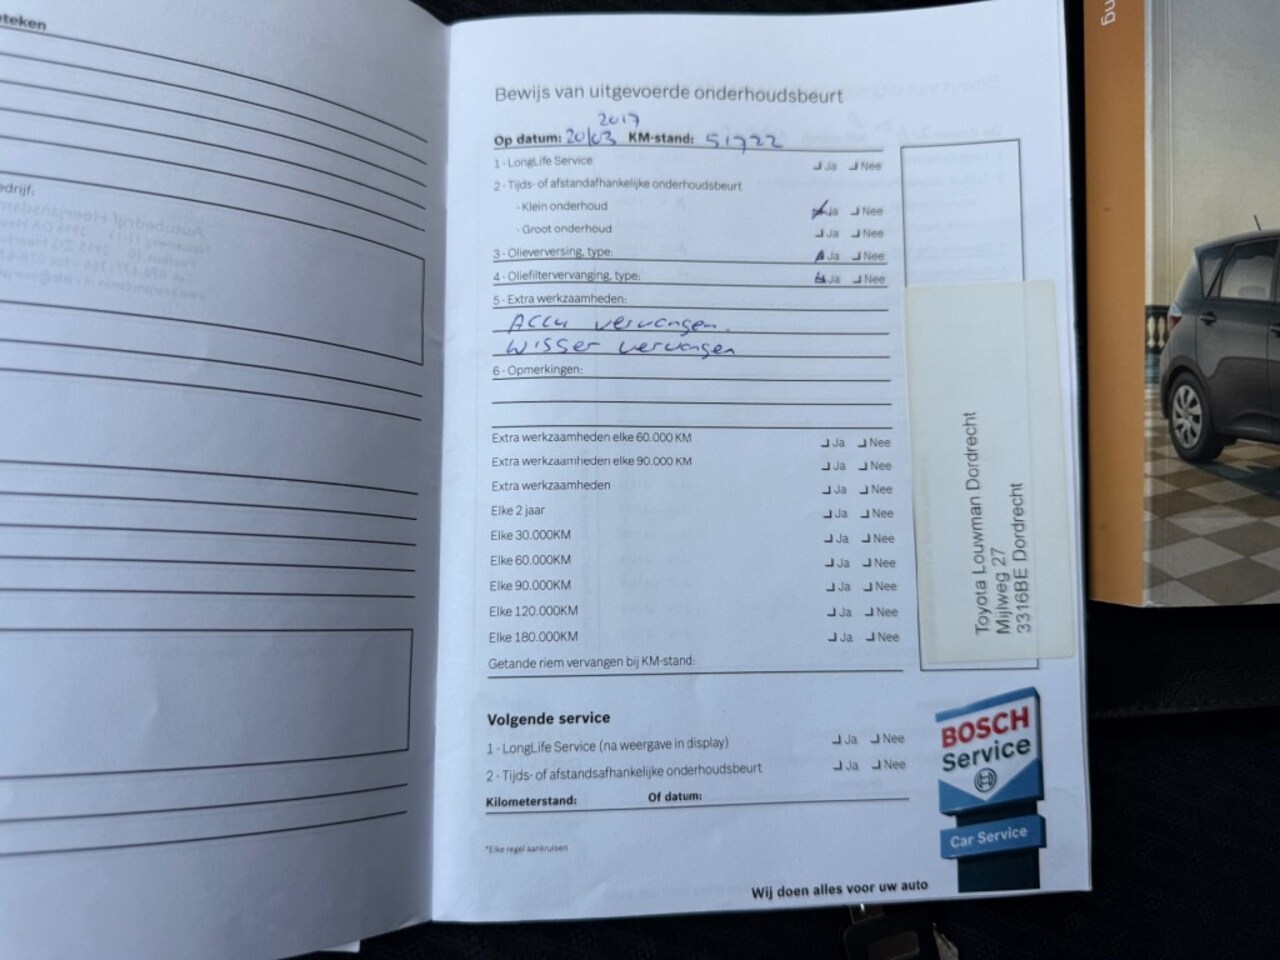 teken
edrijf:
Bewijs van uitgevoerde onderhoudsbeurt
2017
Op datum: 20/03 KM-stand: 51722
1 - LongLife Service Ja Nee
2 - Tijds- of afstandafhankelijke onderhoudsbeurt
- Klein onderhoud Ja Nee
- Groot onderhoud Ja Nee
3 - Olieverversing, type: Ja Nee
4 - Oliefiltervervanging, type: Ja Nee
5 - Extra werkzaamheden:
Accu vervangen.
Wisser vervangen
6 - Opmerkingen:
Extra werkzaamheden elke 60.000 KM Ja Nee
Extra werkzaamheden elke 90.000 KM Ja Nee
Extra werkzaamheden Ja Nee
Elke 2 jaar Ja Nee
Elke 30.000KM Ja Nee
Elke 60.000KM Ja Nee
Elke 90.000KM Ja Nee
Elke 120.000KM Ja Nee
Elke 180.000KM Ja Nee
Getande riem vervangen bij KM-stand:
Toyota Louwman Dordrecht
Mijlweg 27
3316BE Dordrecht
Volgende service
1 - LongLife Service (na weergave in display) Ja Nee
2 - Tijds- of afstandsafhankelijke onderhoudsbeurt Ja Nee
Kilometerstand: Of datum:
*Elke regel aankruisen
BOSCH
Service
Car Service
Wij doen alles voor uw auto
ng